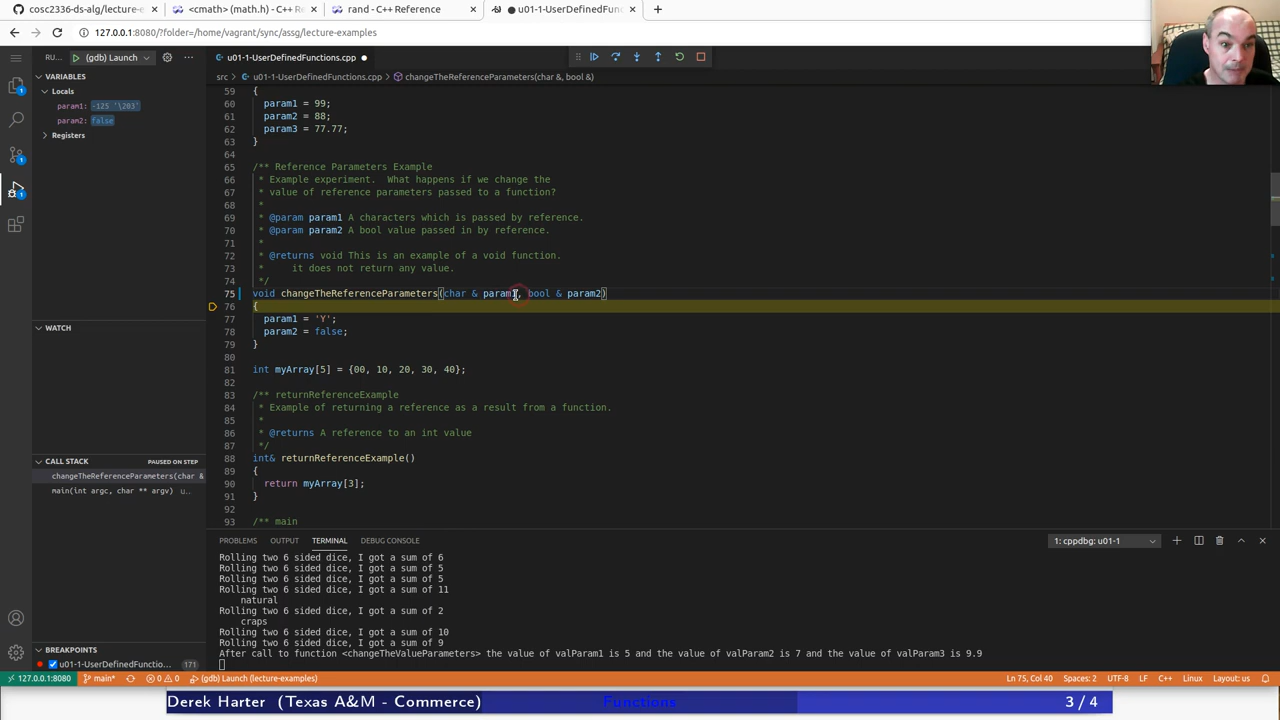 cosc2336-ds-alg/lecture-e
<cmath> (math.h) - C++ R
rand - C++ Reference
● u01-1-UserDefinedFunc
127.0.0.1:8080/?folder=/home/vagrant/sync/assg/lecture-examples
RU...
(gdb) Launch
u01-1-UserDefinedFunctions.cpp
src > u01-1-UserDefinedFunctions.cpp > changeTheReferenceParameters(char &, bool &)
VARIABLES
Locals
param1: -125 '\203'
param2: false
Registers
WATCH
CALL STACK PAUSED ON STEP
changeTheReferenceParameters(char &
main(int argc, char ** argv) u...
BREAKPOINTS 1
u01-1-UserDefinedFunctio... 171
59 {
60 param1 = 99;
61 param2 = 88;
62 param3 = 77.77;
63 }
64
65 /** Reference Parameters Example
66 * Example experiment. What happens if we change the
67 * value of reference parameters passed to a function?
68 *
69 * @param param1 A characters which is passed by reference.
70 * @param param2 A bool value passed in by reference.
71 *
72 * @returns void This is an example of a void function.
73 * it does not return any value.
74 */
75 void changeTheReferenceParameters(char & param1, bool & param2)
76 {
77 param1 = 'Y';
78 param2 = false;
79 }
80
81 int myArray[5] = {00, 10, 20, 30, 40};
82
83 /** returnReferenceExample
84 * Example of returning a reference as a result from a function.
85 *
86 * @returns A reference to an int value
87 */
88 int& returnReferenceExample()
89 {
90 return myArray[3];
91 }
92
93 /** main
PROBLEMS OUTPUT TERMINAL DEBUG CONSOLE
1: cppdbg: u01-1
Rolling two 6 sided dice, I got a sum of 6
Rolling two 6 sided dice, I got a sum of 5
Rolling two 6 sided dice, I got a sum of 5
Rolling two 6 sided dice, I got a sum of 11
natural
Rolling two 6 sided dice, I got a sum of 2
craps
Rolling two 6 sided dice, I got a sum of 10
Rolling two 6 sided dice, I got a sum of 9
After call to function <changeTheValueParameters> the value of valParam1 is 5 and the value of valParam2 is 7 and the value of valParam3 is 9.9
127.0.0.1:8080 main* 0 0 (gdb) Launch (lecture-examples) Ln 75, Col 40 Spaces: 2 UTF-8 LF C++ Linux Layout: us
Derek Harter (Texas A&M - Commerce) Functions 3 / 4